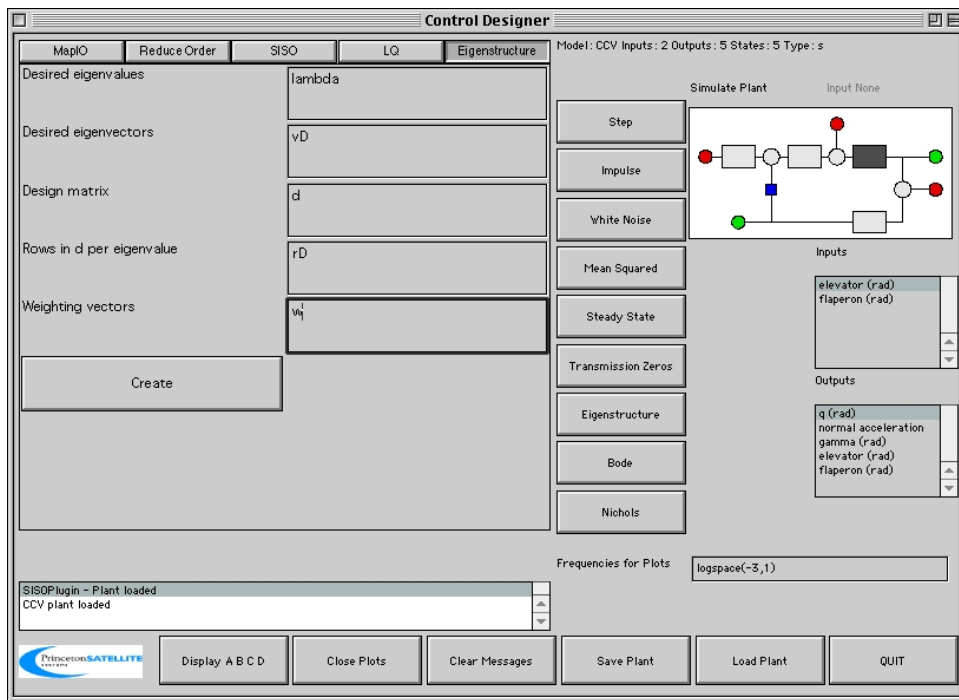 Control Designer
MapIO
Reduce Order
SISO
LQ
Eigenstructure
Model: CCV Inputs: 2 Outputs: 5 States: 5 Type: s
Desired eigenvalues
lambda
Desired eigenvectors
vD
Design matrix
d
Rows in d per eigenvalue
rD
Weighting vectors
w
Create
Step
Impulse
White Noise
Mean Squared
Steady State
Transmission Zeros
Eigenstructure
Bode
Nichols
Simulate Plant
Input None
Inputs
elevator (rad)
flaperon (rad)
Outputs
q (rad)
normal acceleration
gamma (rad)
elevator (rad)
flaperon (rad)
Frequencies for Plots
logspace(-3,1)
SISOPlugin - Plant loaded
CCV plant loaded
PrincetonSATELLITE
SYSTEMS
Display A B C D
Close Plots
Clear Messages
Save Plant
Load Plant
QUIT